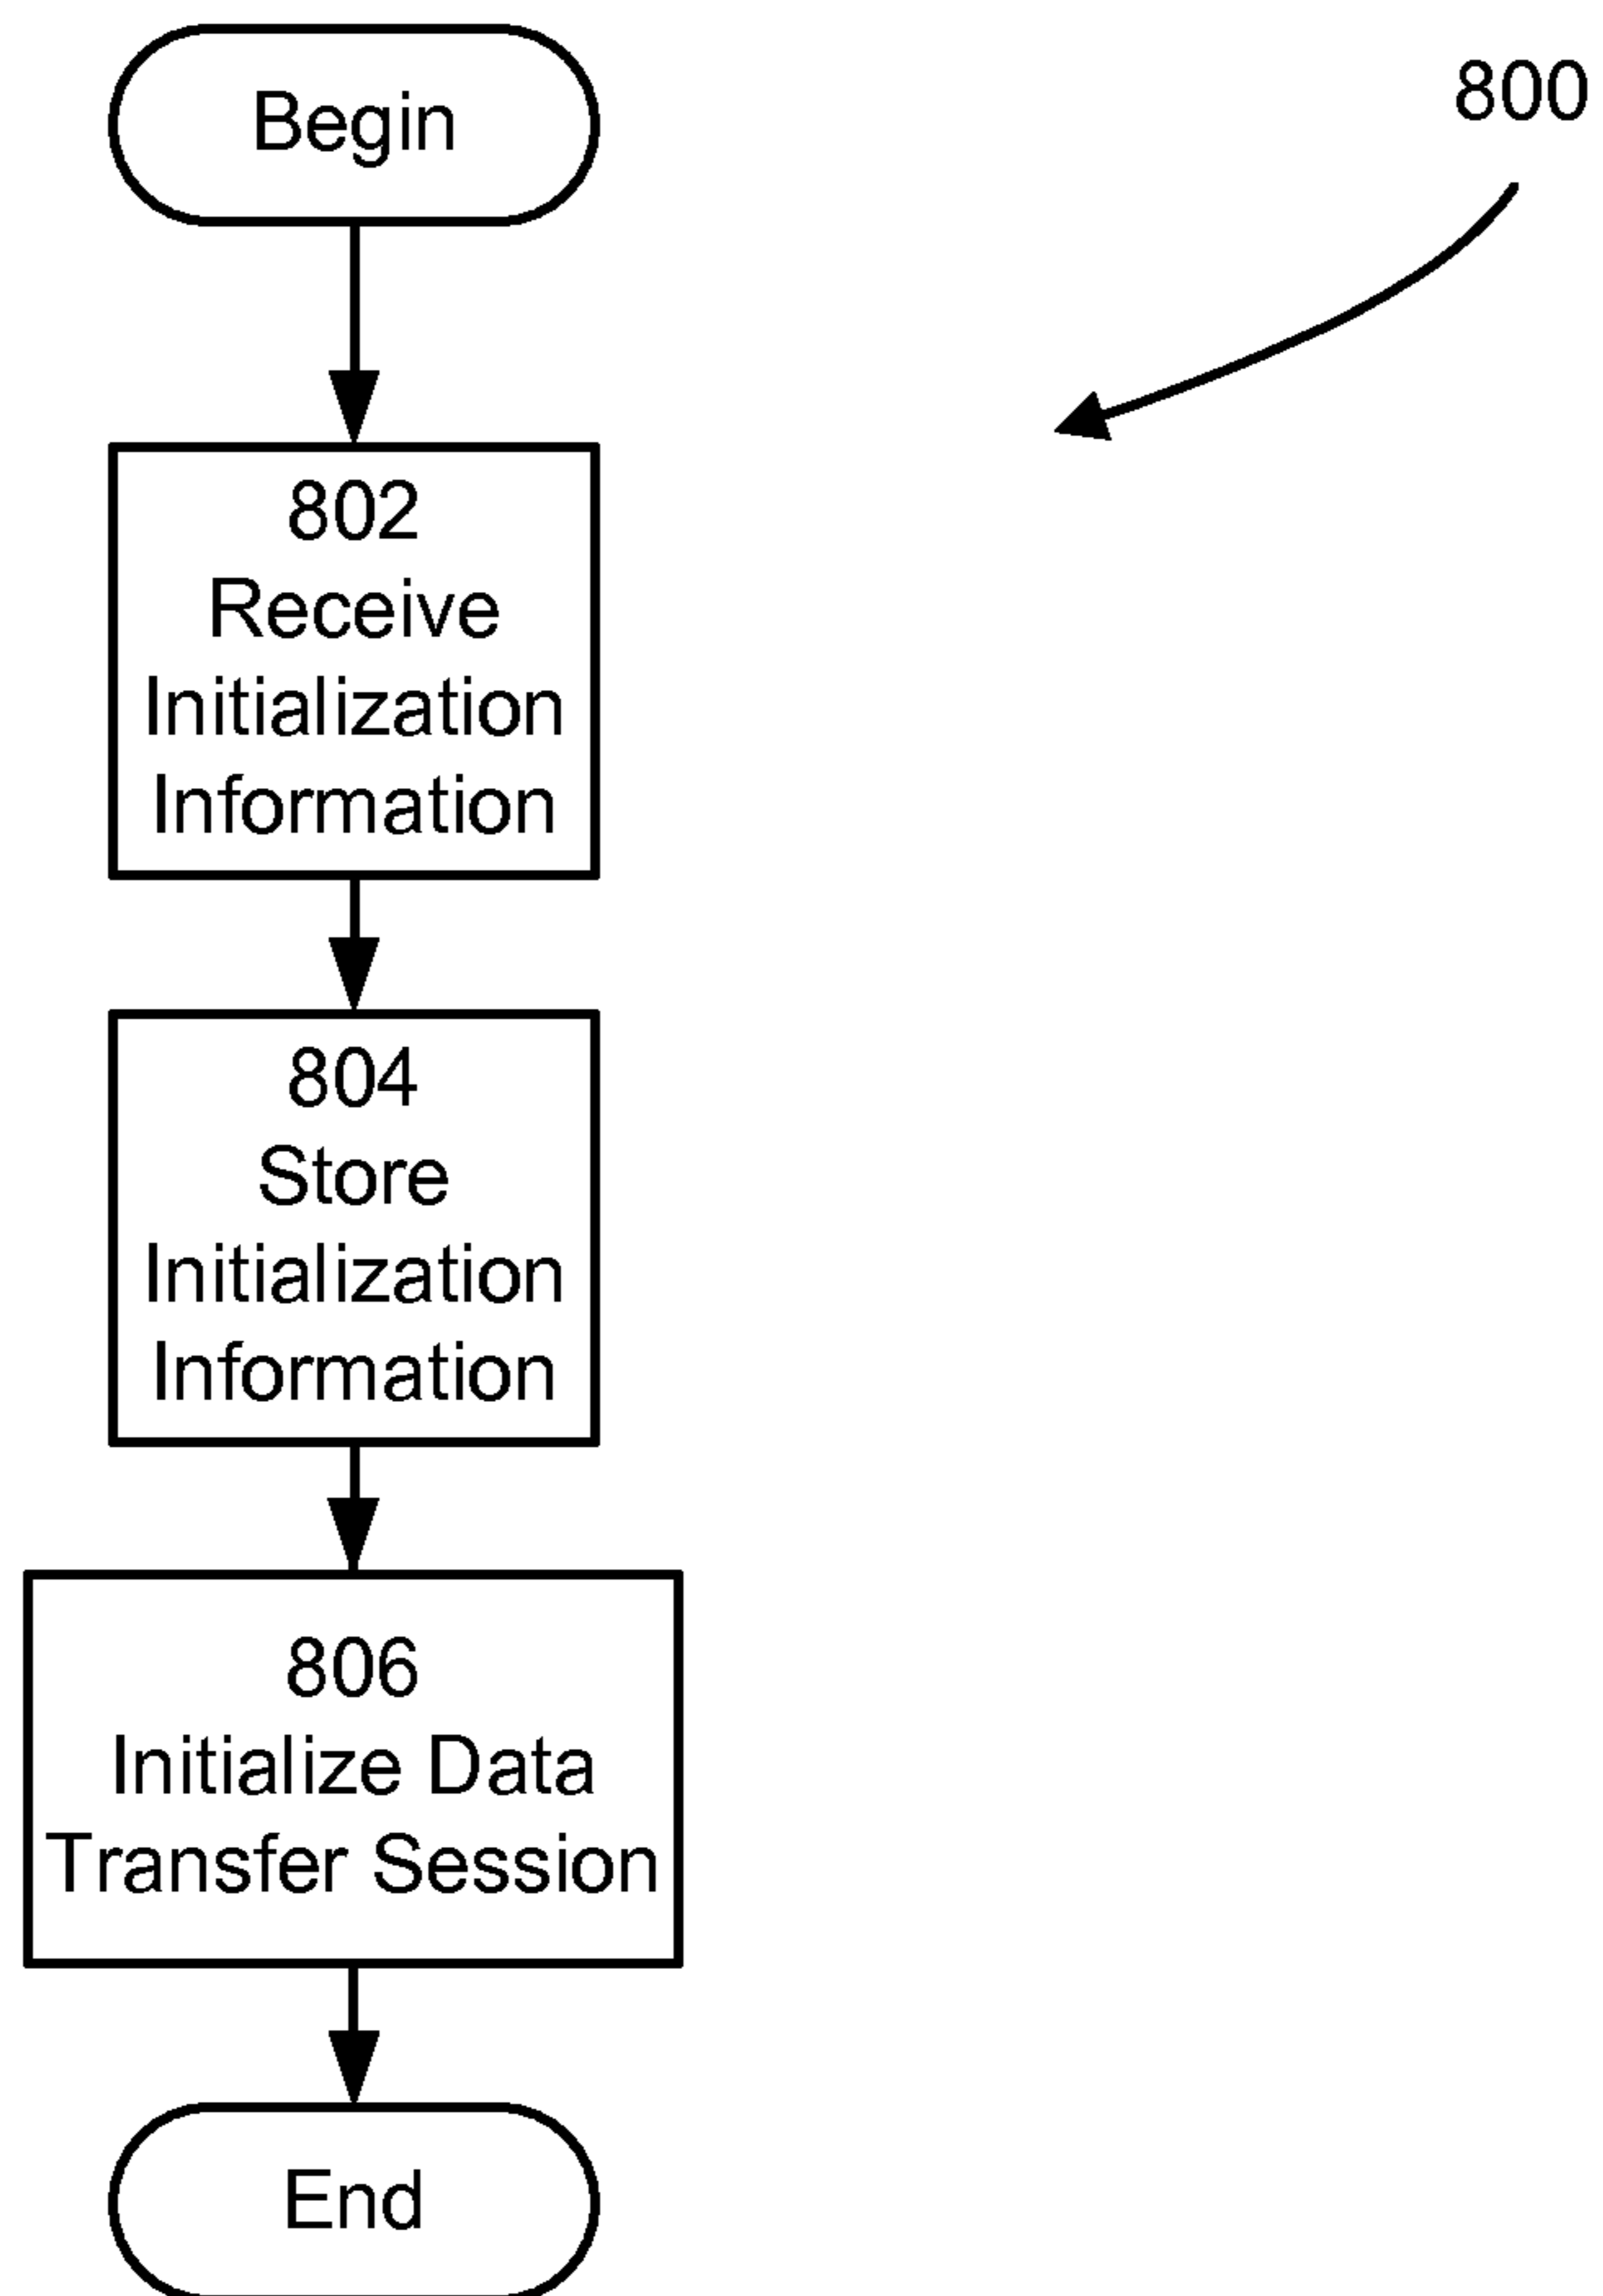 Begin
800
802
Receive
Initialization
Information
804
Store
Initialization
Information
806
Initialize Data
Transfer Session
End